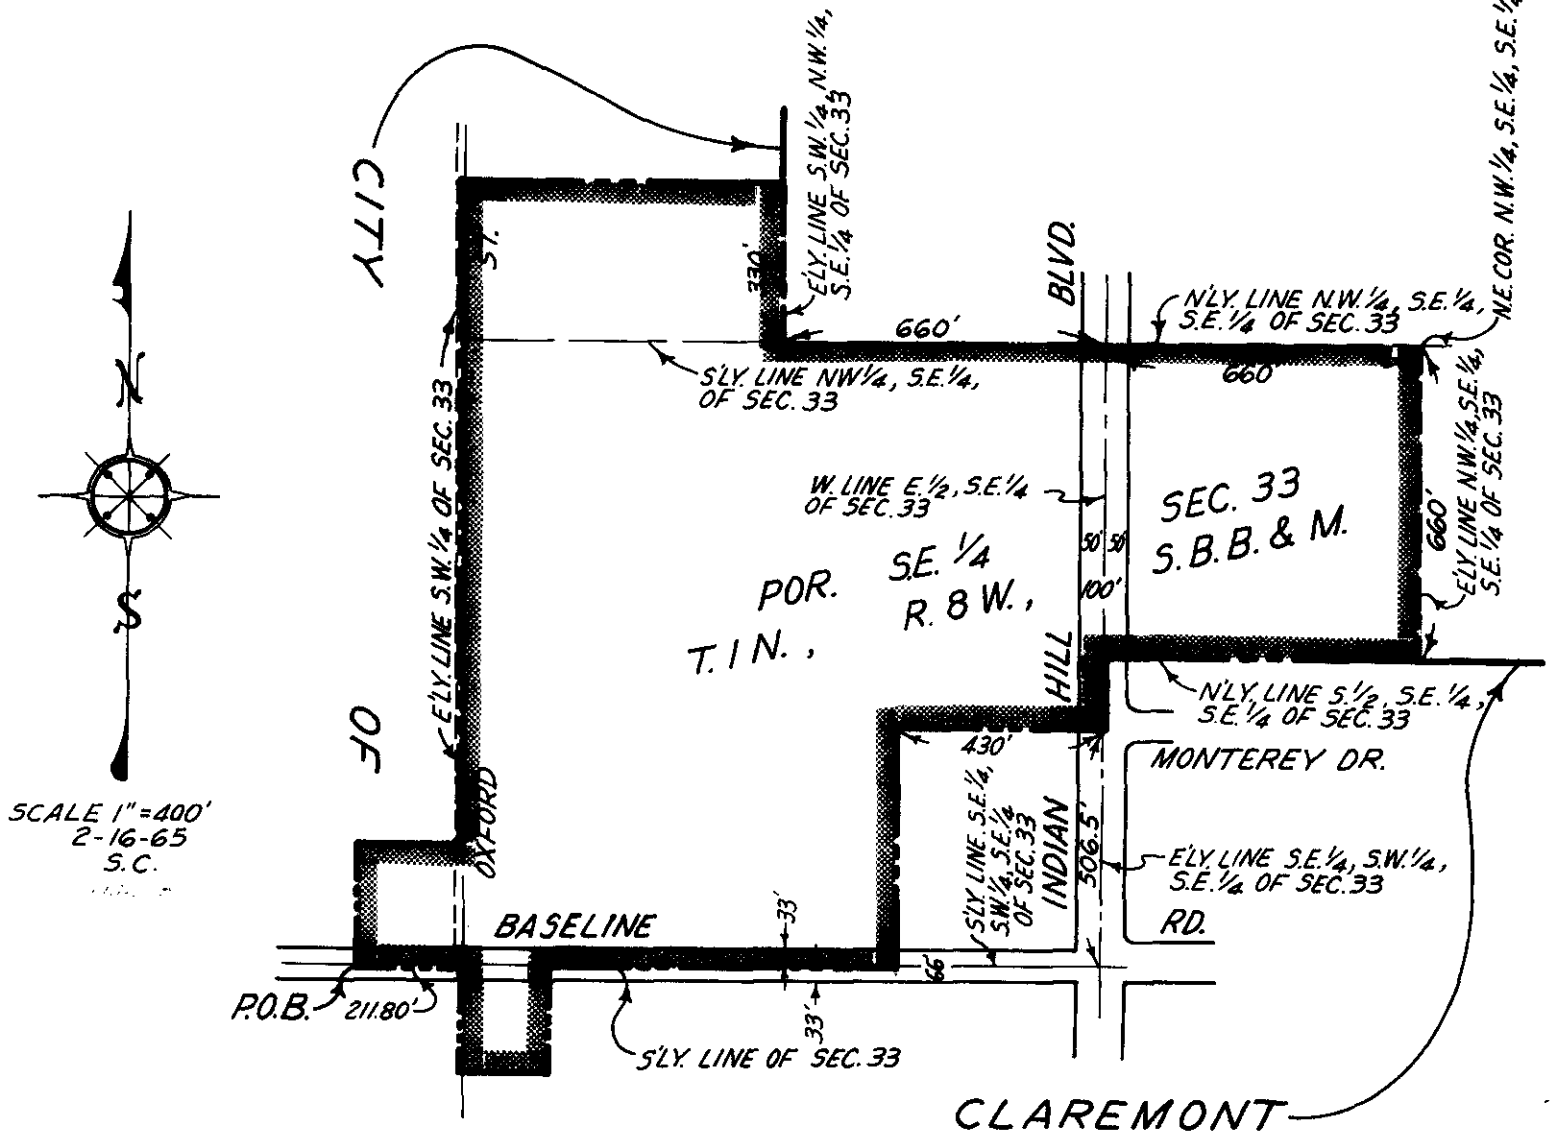 CITY
OF
CLAREMONT
E'LY. LINE S.W. 1/4, N.W. 1/4,
S.E. 1/4 OF SEC. 33
N.E. COR. N.W. 1/4, S.E. 1/4, S.E. 1/4
ST.
330'
BLVD.
660'
N'LY. LINE N.W. 1/4, S.E. 1/4,
S.E. 1/4 OF SEC. 33
660'
S'LY. LINE NW 1/4, S.E. 1/4,
OF SEC. 33
E'LY. LINE S.W. 1/4 OF SEC. 33
W. LINE E. 1/2, S.E. 1/4
OF SEC. 33
SEC. 33
S.B.B. & M.
660'
E'LY LINE N.W. 1/4, S.E. 1/4,
S.E. 1/4 OF SEC. 33
50' 50'
100'
POR. S.E. 1/4
T. 1 N., R. 8 W.,
N
S
HILL
N'LY. LINE S. 1/2, S.E. 1/4,
S.E. 1/4 OF SEC. 33
430'
MONTEREY DR.
SCALE 1"=400'
2-16-65
S.C.
OXFORD
S'LY LINE S.E. 1/4,
S.W. 1/4, S.E. 1/4
OF SEC. 33
INDIAN
506.5'
E'LY LINE S.E. 1/4, S.W. 1/4,
S.E. 1/4 OF SEC. 33
BASELINE
33'
RD.
66'
P.O.B.
211.80'
33'
S'LY. LINE OF SEC. 33